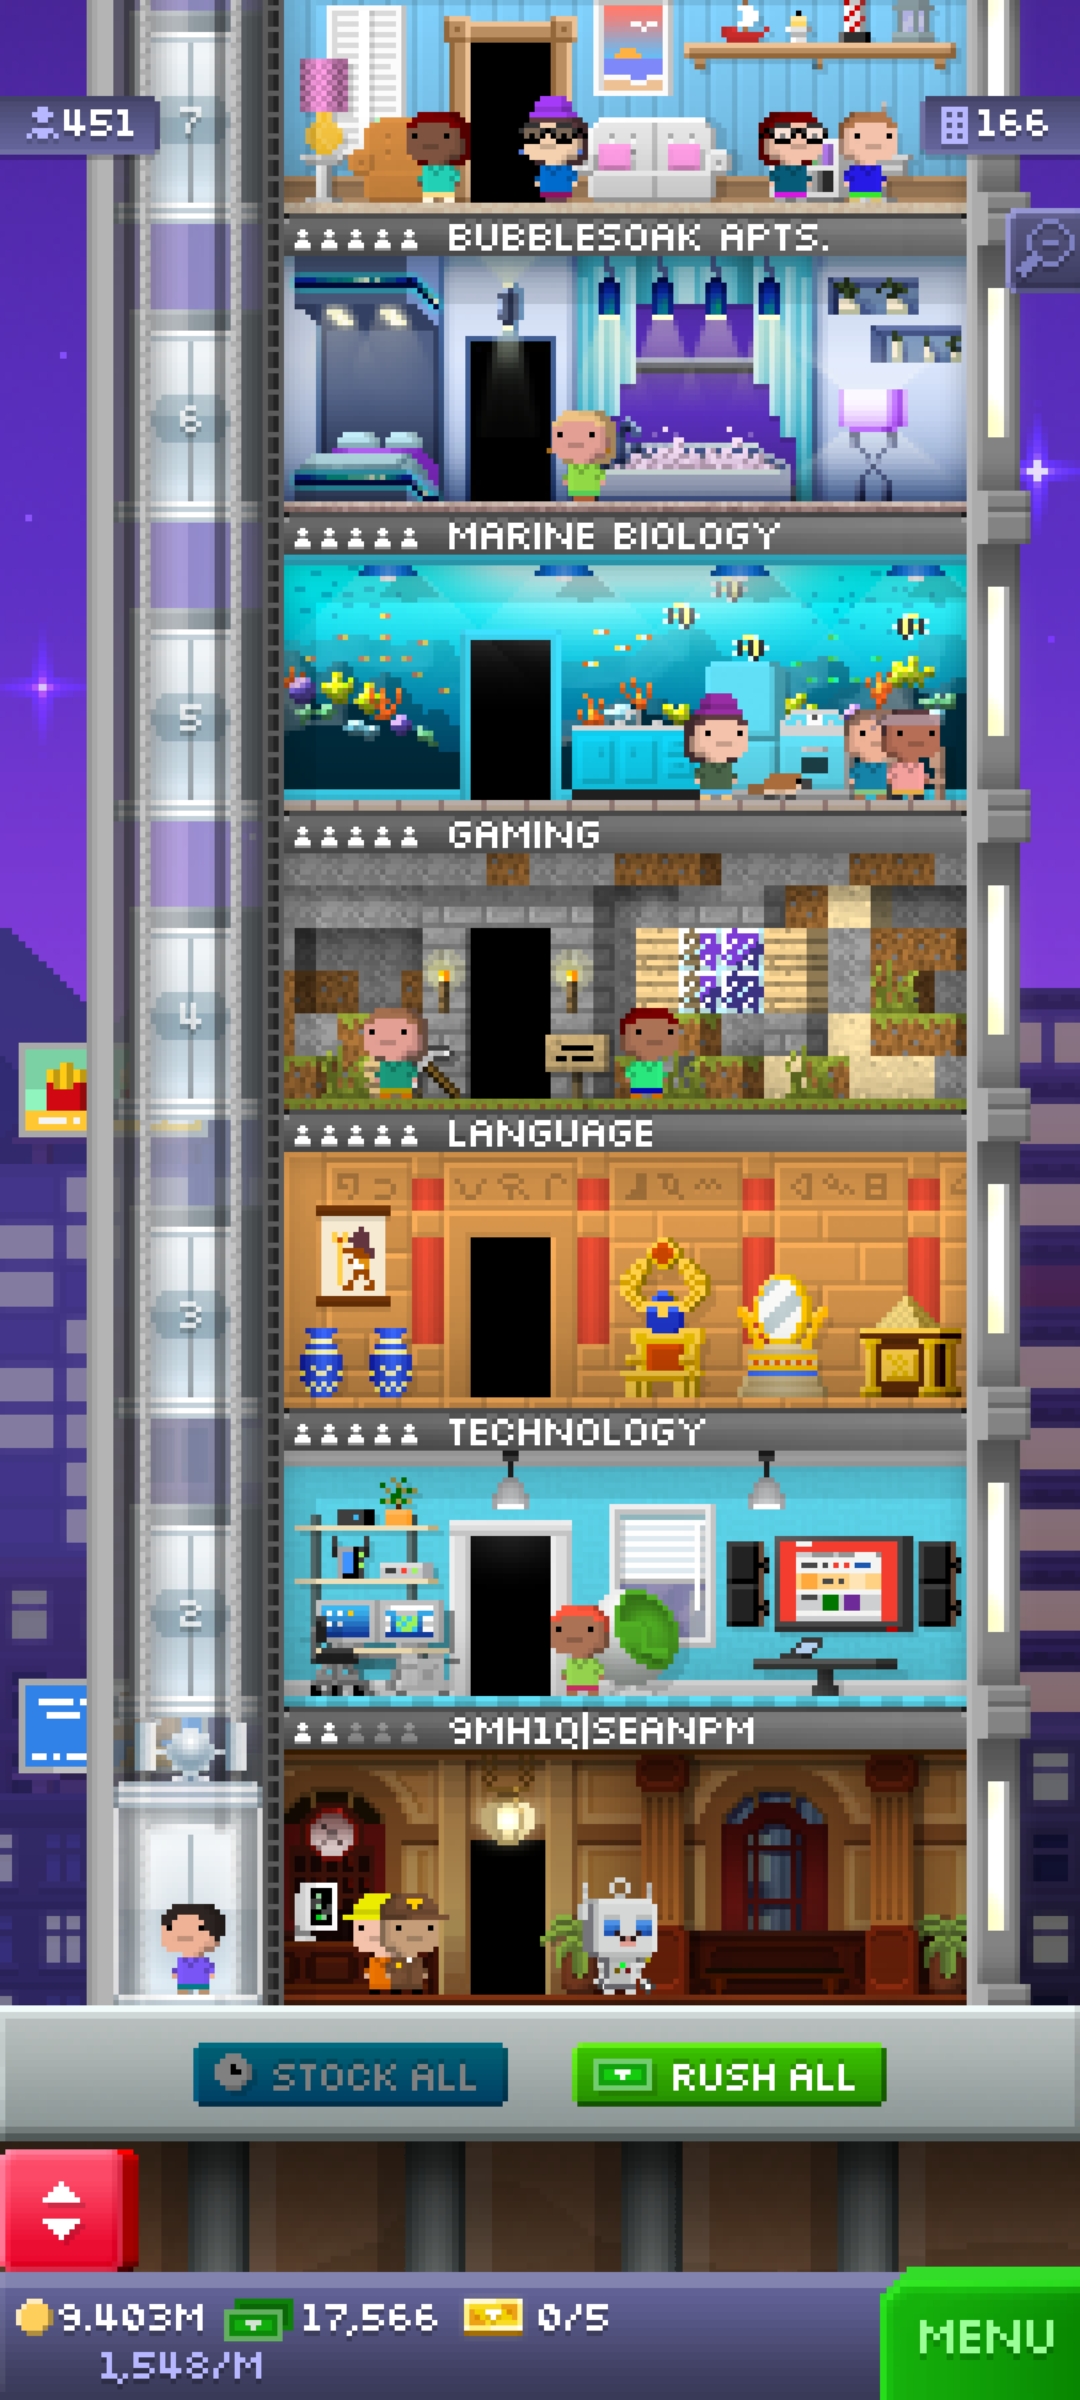 451
166
7
BUBBLESOAK APTS.
6
MARINE BIOLOGY
5
GAMING
4
LANGUAGE
3
TECHNOLOGY
2
9MH1Q|SEANPM
STOCK ALL
RUSH ALL
9.403M
17,566
0/5
1,548/M
MENU